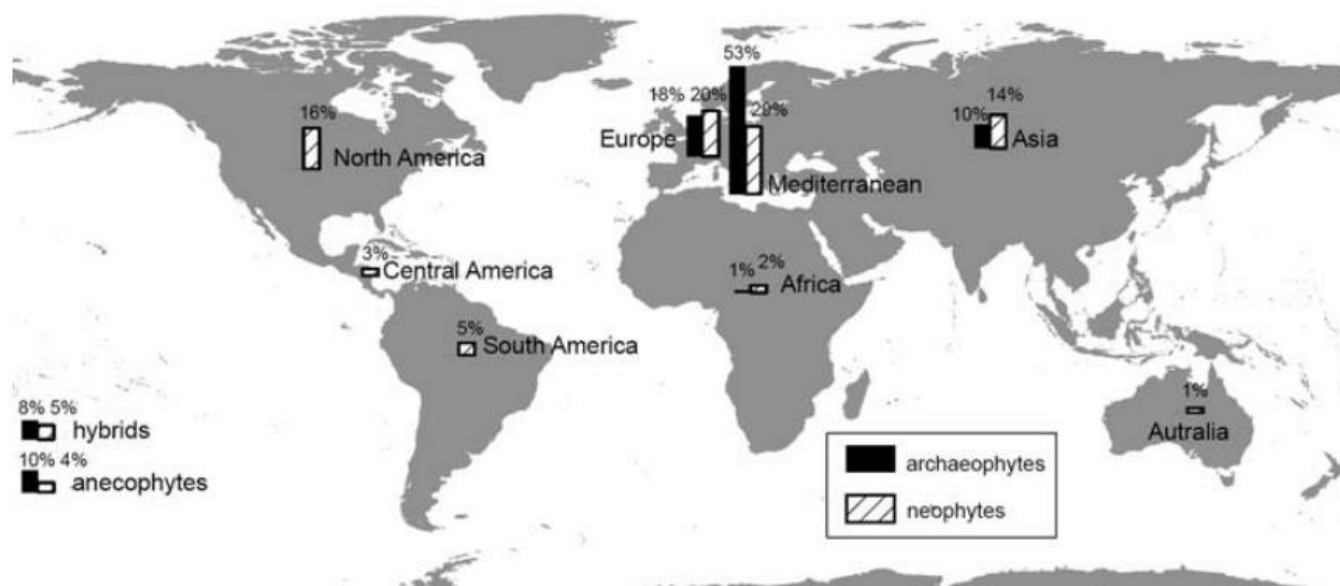 53%
18% 20%
29%
Europe
Mediterranean
16%
North America
14%
10%
Asia
3%
Central America
1% 2%
Africa
5%
South America
1%
Autralia
8% 5%
hybrids
10% 4%
anecophytes
archaeophytes
neophytes